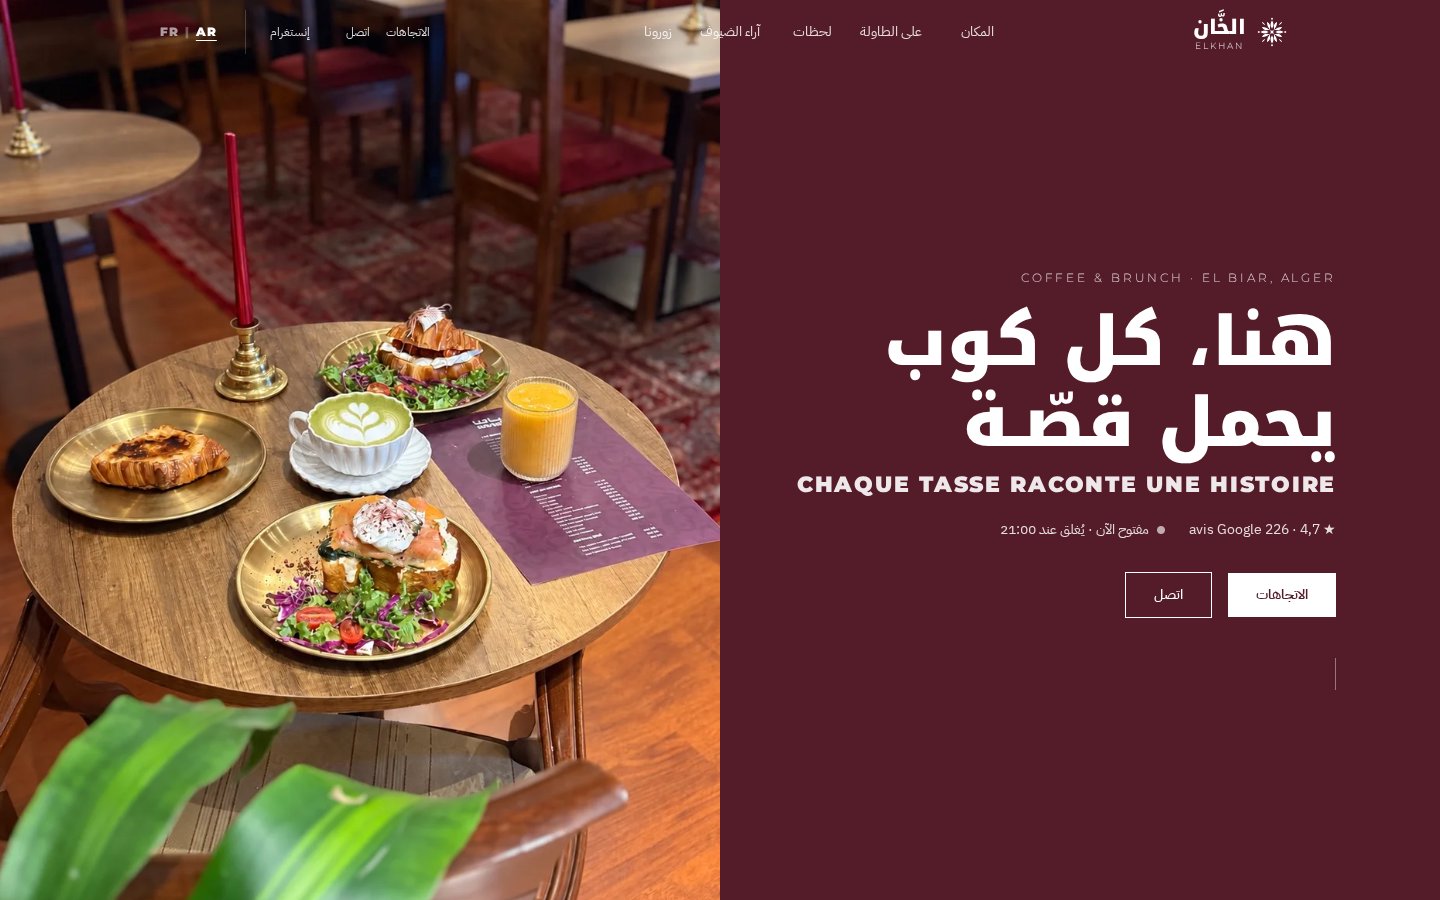 الخَّان
ELKHAN
المكان
على الطاولة
لحظات
آراء الضيوف
زورونا
الاتجاهات
اتصل
إنستغرام
FR | AR
COFFEE & BRUNCH · EL BIAR, ALGER
هنا، كل كوب
يحمل قصّة
CHAQUE TASSE RACONTE UNE HISTOIRE
★ 4,7 · 226 avis Google
مفتوح الآن · يُغلق عند 21:00
الاتجاهات
اتصل